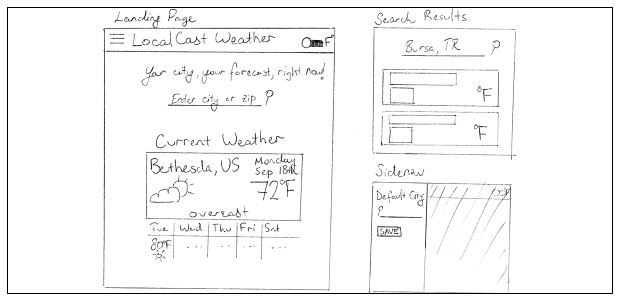 Landing Page
LocalCast Weather °F
Your city, your forecast, right now!
Enter city or zip
Current Weather
Bethesda, US Monday
Sep 18th
72°F
overcast
Tue Wed Thu Fri Sat
80°F ... ... ... ...
Search Results
Bursa, TR
°F
°F
Sidenav
Default City
SAVE